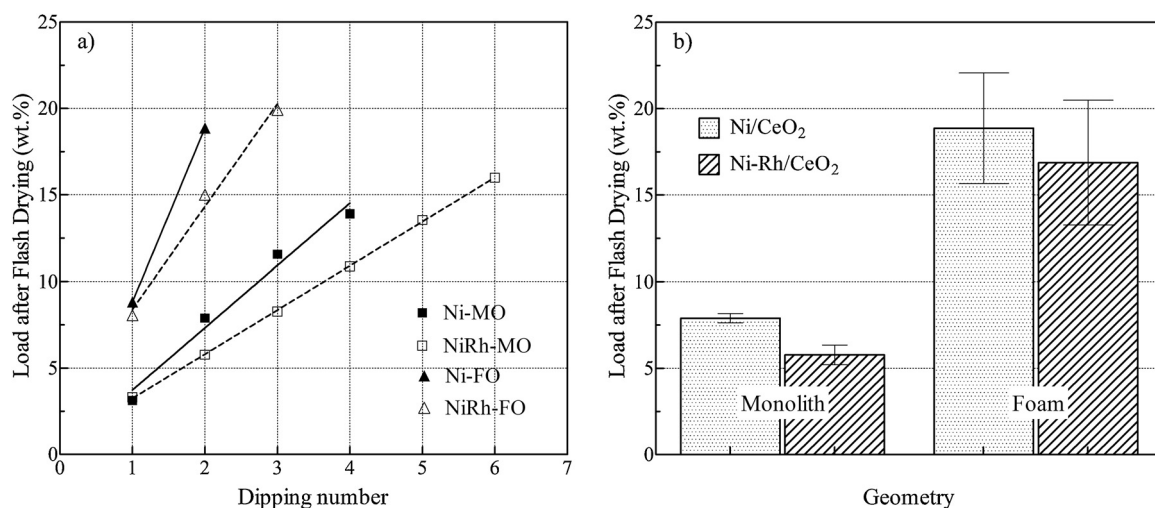 a)
Load after Flash Drying (wt.%)
25
20
15
10
5
0
0 1 2 3 4 5 6 7
Dipping number
Ni-MO
NiRh-MO
Ni-FO
NiRh-FO
b)
Load after Flash Drying (wt.%)
25
20
15
10
5
0
Ni/CeO₂
Ni-Rh/CeO₂
Monolith Foam
Geometry